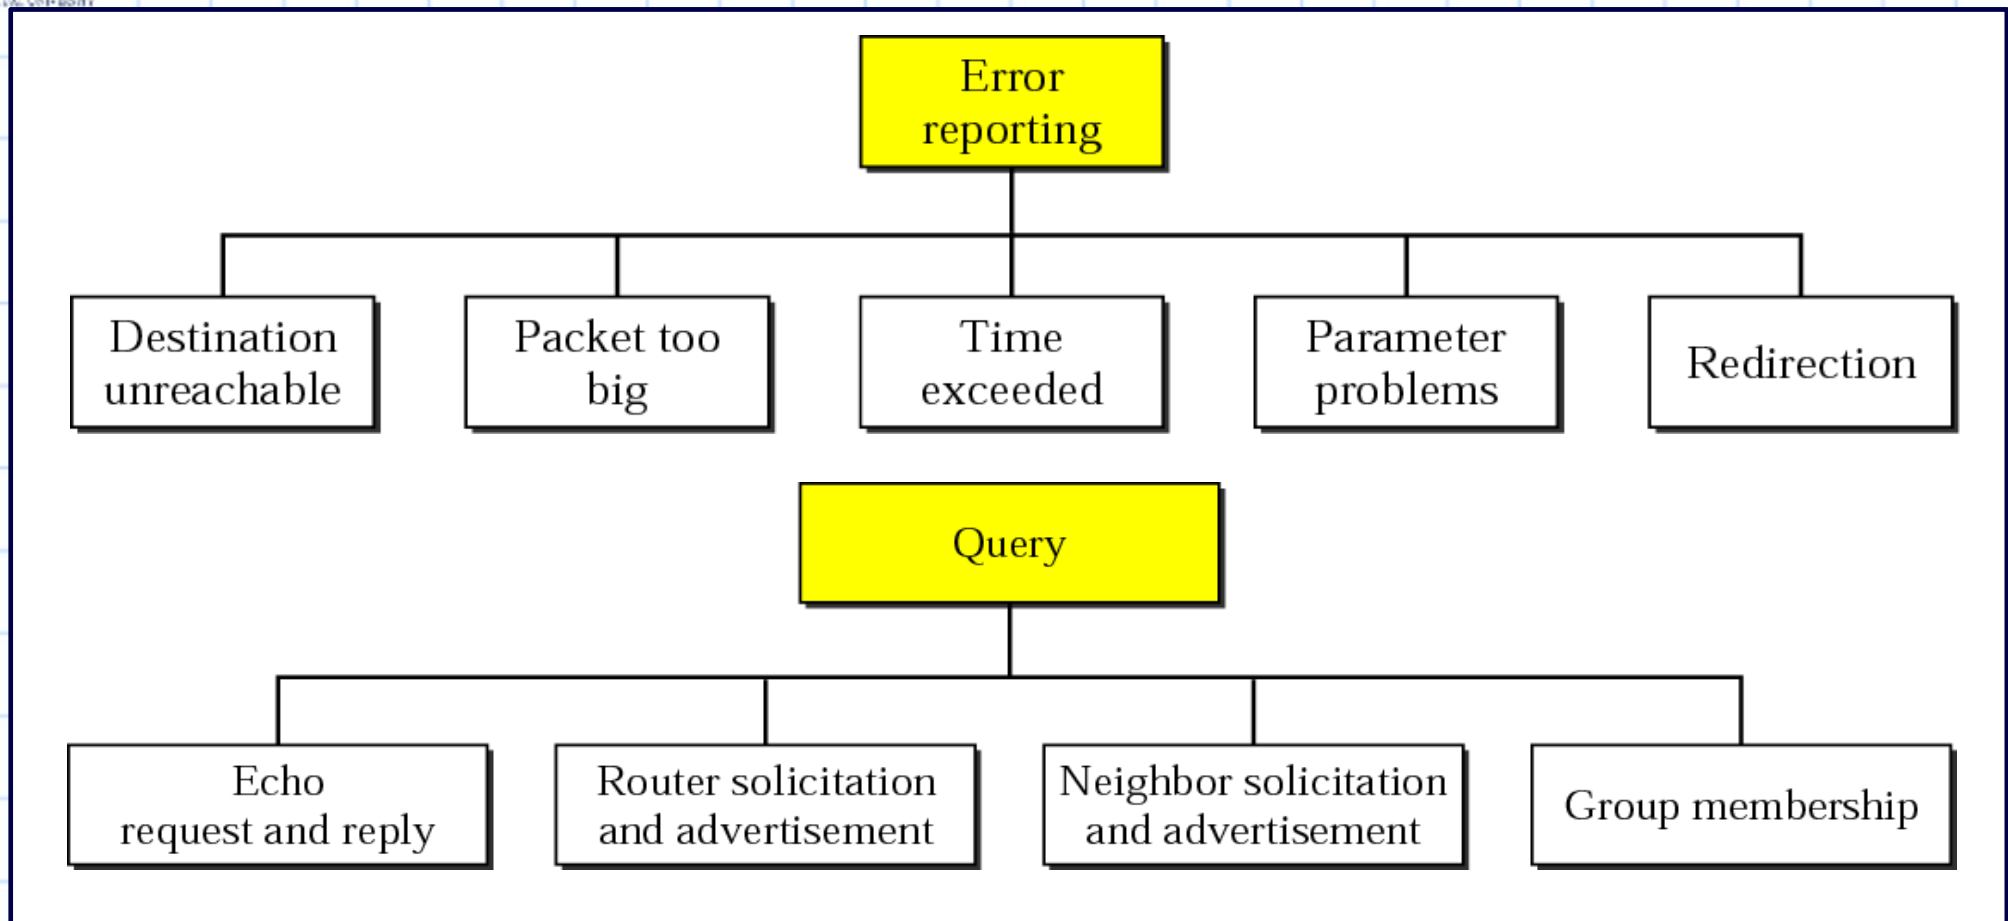 Error
reporting
Destination
unreachable
Packet too
big
Time
exceeded
Parameter
problems
Redirection
Query
Echo
request and reply
Router solicitation
and advertisement
Neighbor solicitation
and advertisement
Group membership